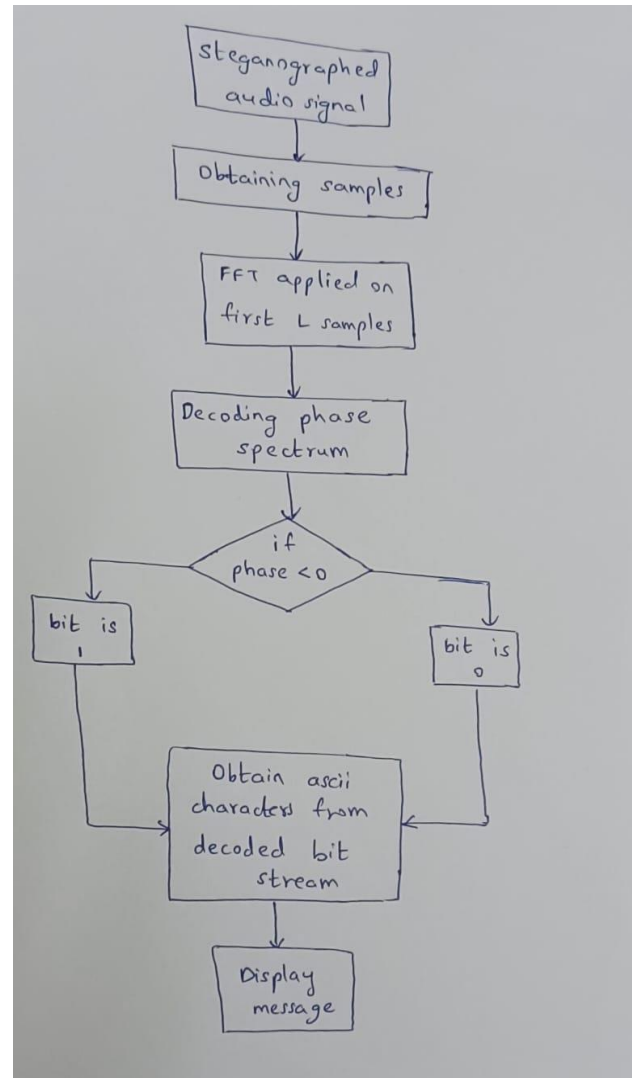 steganographed
audio signal
Obtaining samples
FFT applied on
first L samples
Decoding phase
spectrum
if
phase <0
bit is
1
bit is
0
Obtain ascii
characters from
decoded bit
stream
Display
message